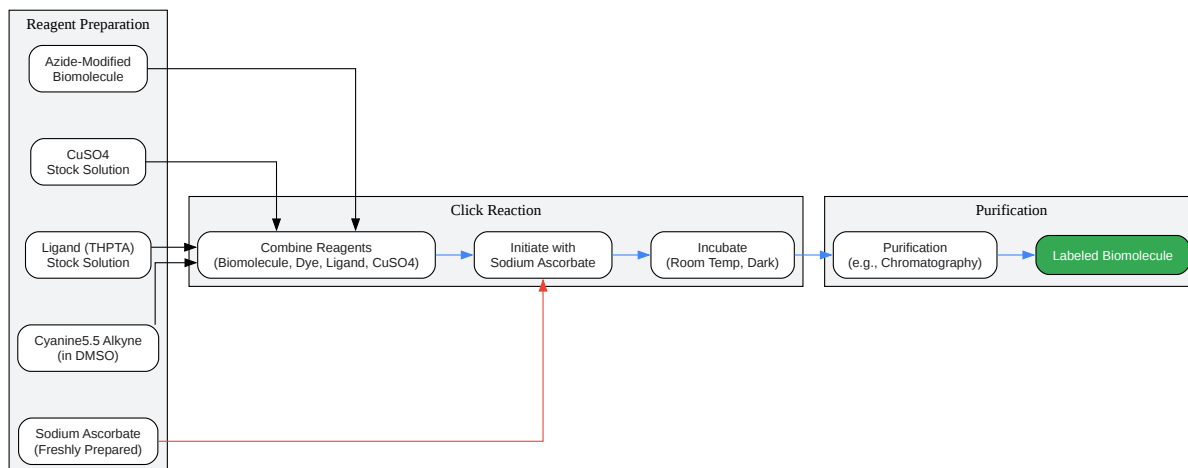 Reagent Preparation
Azide-Modified
Biomolecule
CuSO4
Stock Solution
Ligand (THPTA)
Stock Solution
Cyanine5.5 Alkyne
(in DMSO)
Sodium Ascorbate
(Freshly Prepared)
Click Reaction
Combine Reagents
(Biomolecule, Dye, Ligand, CuSO4)
Initiate with
Sodium Ascorbate
Incubate
(Room Temp, Dark)
Purification
Purification
(e.g., Chromatography)
Labeled Biomolecule